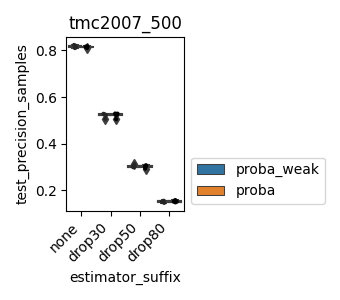 tmc2007_500
test_precision_samples
0.8
0.6
0.4
0.2
none
drop30
drop50
drop80
estimator_suffix
proba_weak
proba